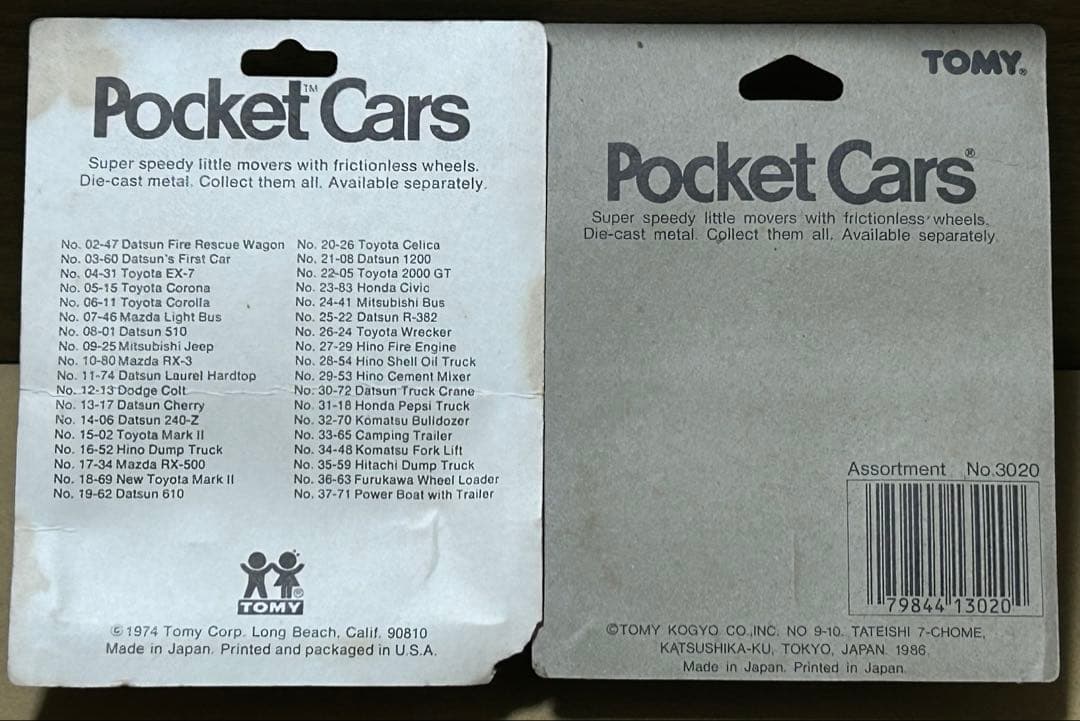 Pocket™ Cars
Super speedy little movers with frictionless wheels.
Die-cast metal. Collect them all. Available separately.
No. 02-47 Datsun Fire Rescue Wagon
No. 03-60 Datsun's First Car
No. 04-31 Toyota EX-7
No. 05-15 Toyota Corona
No. 06-11 Toyota Corolla
No. 07-46 Mazda Light Bus
No. 08-01 Datsun 510
No. 09-25 Mitsubishi Jeep
No. 10-80 Mazda RX-3
No. 11-74 Datsun Laurel Hardtop
No. 12-13 Dodge Colt
No. 13-17 Datsun Cherry
No. 14-06 Datsun 240-Z
No. 15-02 Toyota Mark II
No. 16-52 Hino Dump Truck
No. 17-34 Mazda RX-500
No. 18-69 New Toyota Mark II
No. 19-62 Datsun 610
No. 20-26 Toyota Celica
No. 21-08 Datsun 1200
No. 22-05 Toyota 2000 GT
No. 23-83 Honda Civic
No. 24-41 Mitsubishi Bus
No. 25-22 Datsun R-382
No. 26-24 Toyota Wrecker
No. 27-29 Hino Fire Engine
No. 28-54 Hino Shell Oil Truck
No. 29-53 Hino Cement Mixer
No. 30-72 Datsun Truck Crane
No. 31-18 Honda Pepsi Truck
No. 32-70 Komatsu Bulldozer
No. 33-65 Camping Trailer
No. 34-48 Komatsu Fork Lift
No. 35-59 Hitachi Dump Truck
No. 36-63 Furukawa Wheel Loader
No. 37-71 Power Boat with Trailer
®
TOMY
© 1974 Tomy Corp. Long Beach, Calif. 90810
Made in Japan. Printed and packaged in U.S.A.
TOMY®
Pocket Cars®
Super speedy little movers with frictionless wheels.
Die-cast metal. Collect them all. Available separately.
Assortment No.3020
79844 13020
©TOMY KOGYO CO.,INC. NO 9-10. TATEISHI 7-CHOME,
KATSUSHIKA-KU, TOKYO, JAPAN. 1986.
Made in Japan. Printed in Japan.